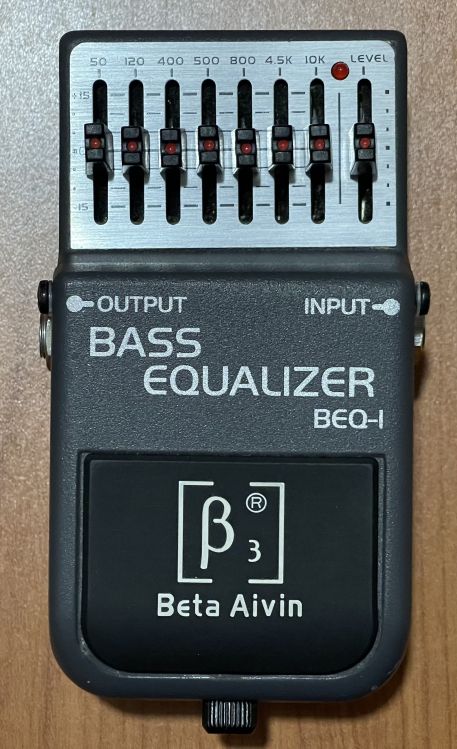 50 120 400 500 800 4.5K 10K LEVEL
+15
-15
OUTPUT INPUT
BASS
EQUALIZER
BEQ-1
β ® 3
Beta Aivin